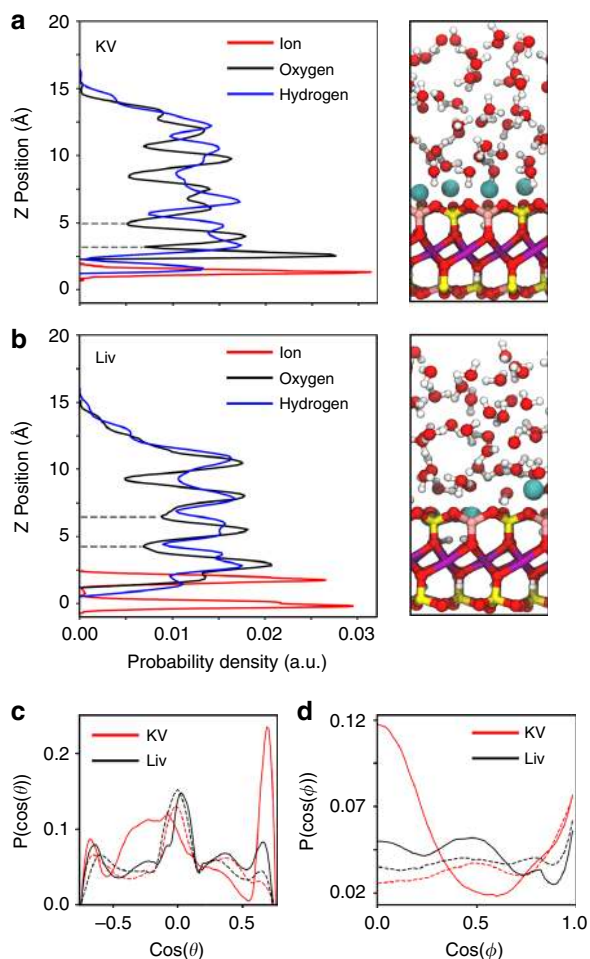 a
KV
Ion
Oxygen
Hydrogen
20
15
10
5
0
Z Position (Å)
b
Liv
Ion
Oxygen
Hydrogen
20
15
10
5
0
Z Position (Å)
0.00 0.01 0.02 0.03
Probability density (a.u.)
c
KV
Liv
0.2
0.1
0.0
P(cos(θ))
−0.5 0.0 0.5
Cos(θ)
d
KV
Liv
0.12
0.08
0.04
0.02
P(cos(ϕ))
0.0 0.5 1.0
Cos(ϕ)